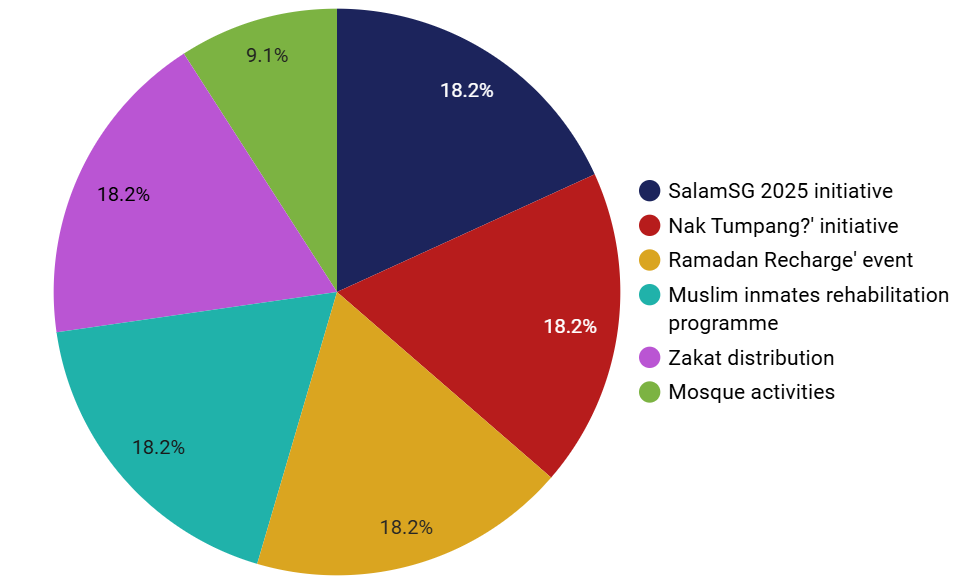 9.1%
18.2%
18.2%
18.2%
18.2%
18.2%
SalamSG 2025 initiative
Nak Tumpang?' initiative
Ramadan Recharge' event
Muslim inmates rehabilitation
programme
Zakat distribution
Mosque activities